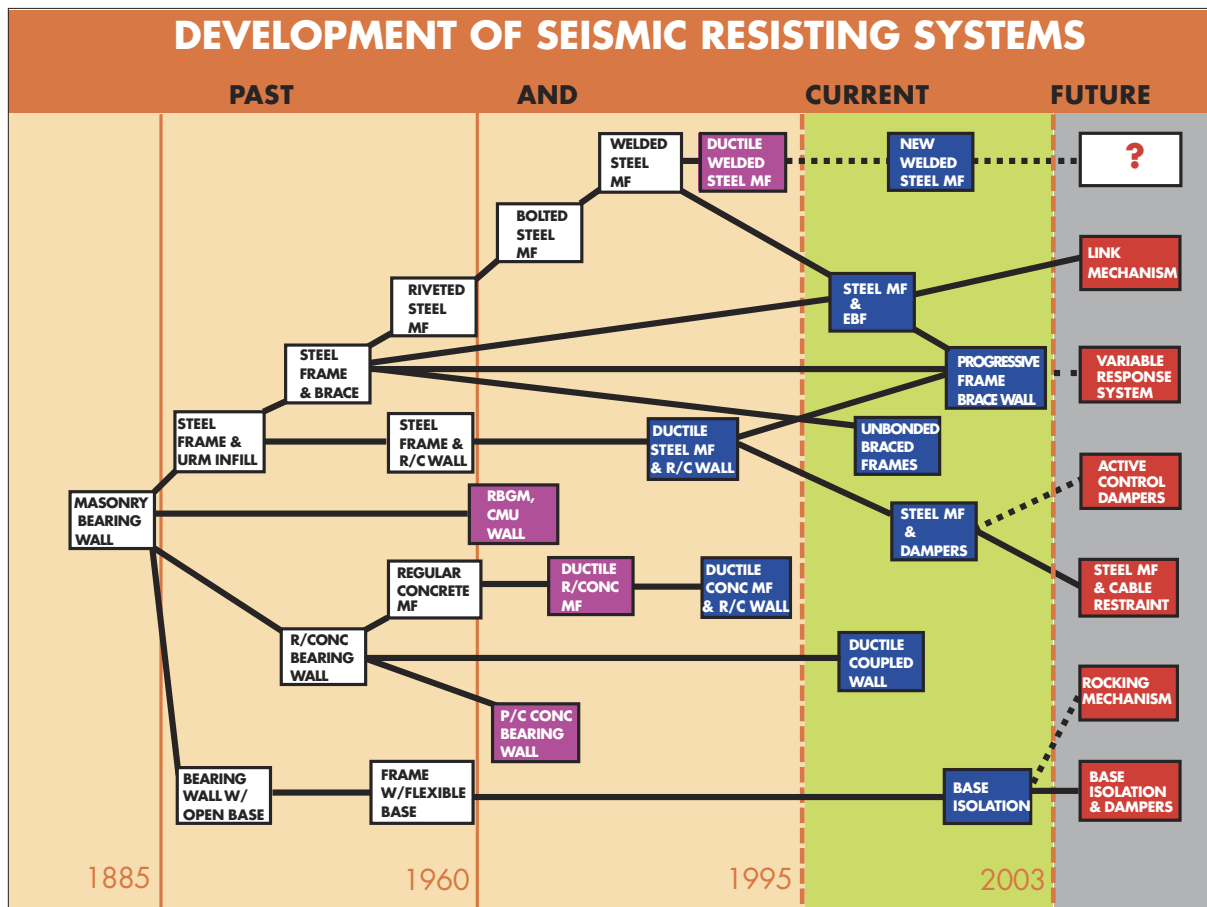 DEVELOPMENT OF SEISMIC RESISTING SYSTEMS
PAST AND CURRENT FUTURE
WELDED
STEEL
MF
DUCTILE
WELDED
STEEL MF
NEW
WELDED
STEEL MF
?
BOLTED
STEEL
MF
LINK
MECHANISM
RIVETED
STEEL
MF
STEEL MF
&
EBF
STEEL
FRAME
& BRACE
PROGRESSIVE
FRAME
BRACE WALL
VARIABLE
RESPONSE
SYSTEM
STEEL
FRAME &
URM INFILL
STEEL
FRAME &
R/C WALL
DUCTILE
STEEL MF
& R/C WALL
UNBONDED
BRACED
FRAMES
ACTIVE
CONTROL
DAMPERS
MASONRY
BEARING
WALL
RBGM,
CMU
WALL
STEEL MF
&
DAMPERS
REGULAR
CONCRETE
MF
DUCTILE
R/CONC
MF
DUCTILE
CONC MF
& R/C WALL
STEEL MF
& CABLE
RESTRAINT
R/CONC
BEARING
WALL
DUCTILE
COUPLED
WALL
ROCKING
MECHANISM
P/C CONC
BEARING
WALL
BEARING
WALL W/
OPEN BASE
FRAME
W/FLEXIBLE
BASE
BASE
ISOLATION
BASE
ISOLATION
& DAMPERS
1885 1960 1995 2003